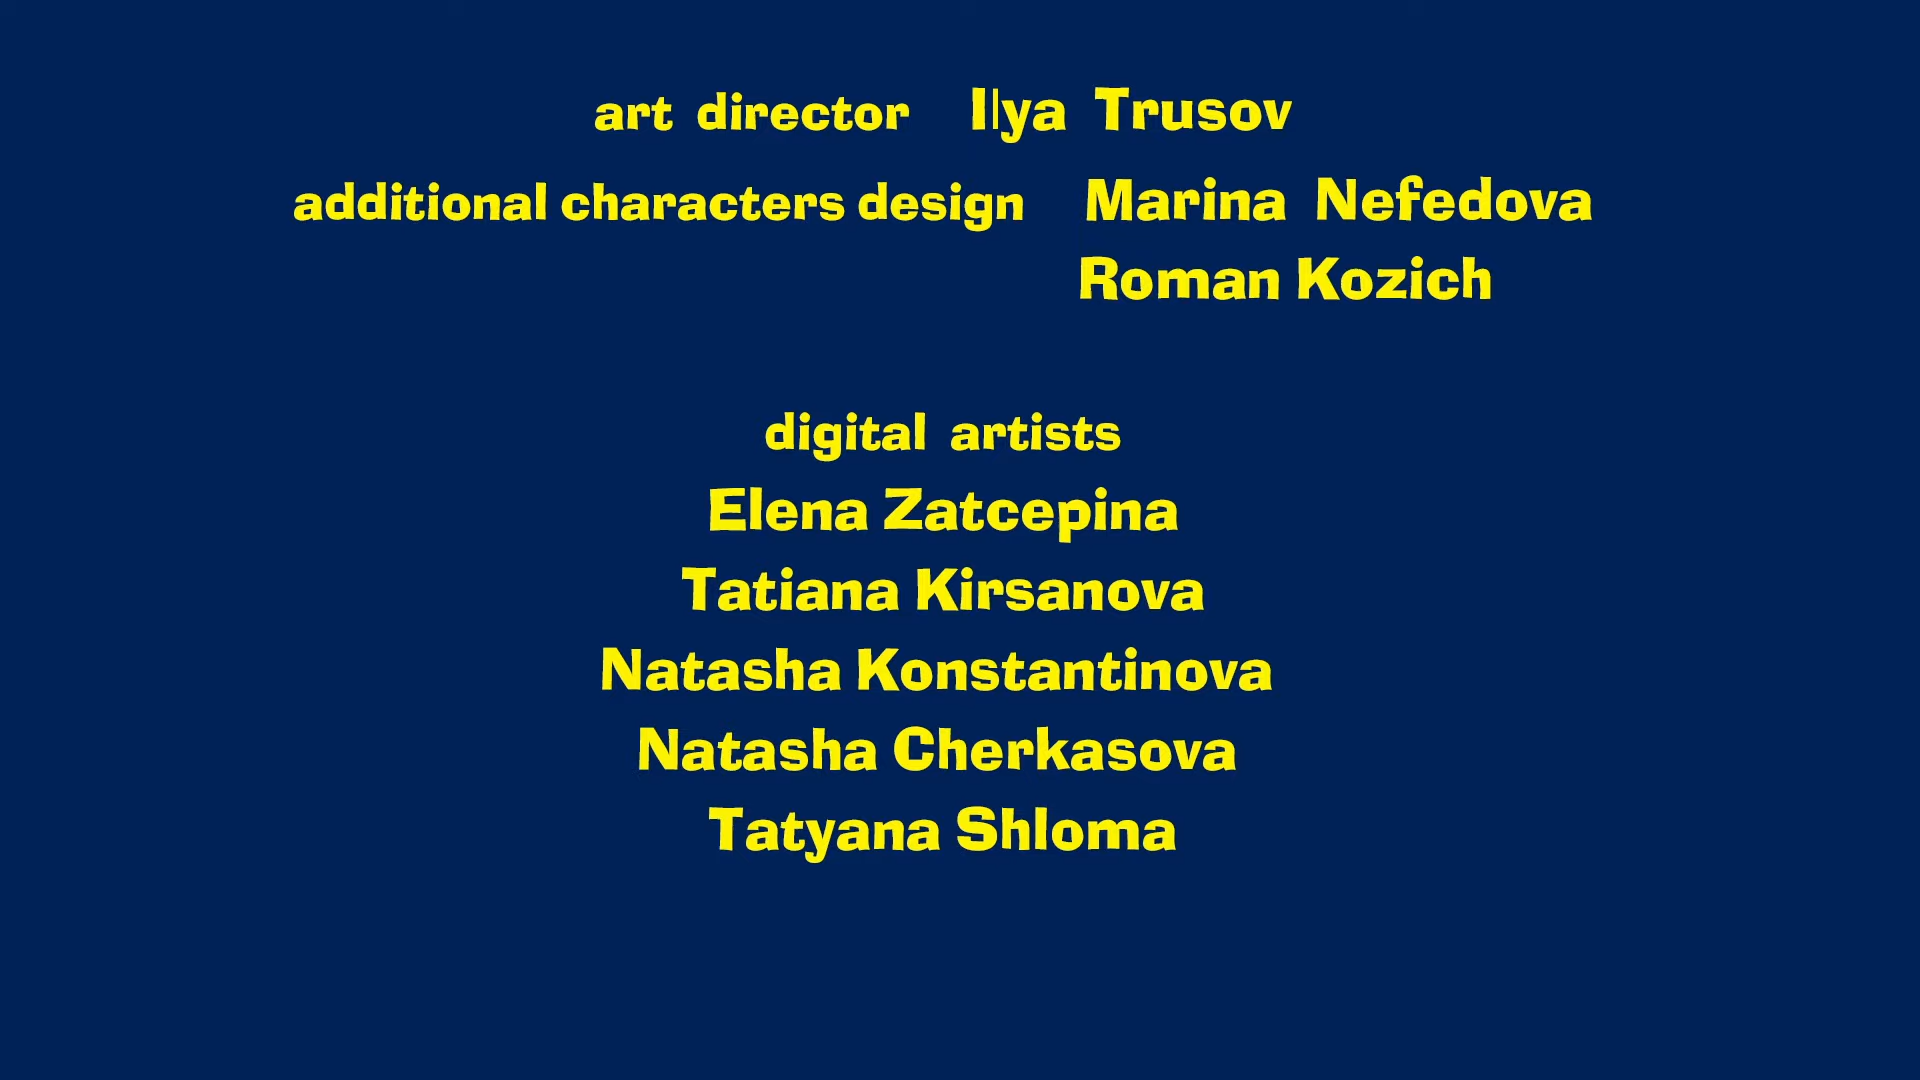 art director Ilya Trusov
additional characters design Marina Nefedova
Roman Kozich
digital artists
Elena Zatcepina
Tatiana Kirsanova
Natasha Konstantinova
Natasha Cherkasova
Tatyana Shloma